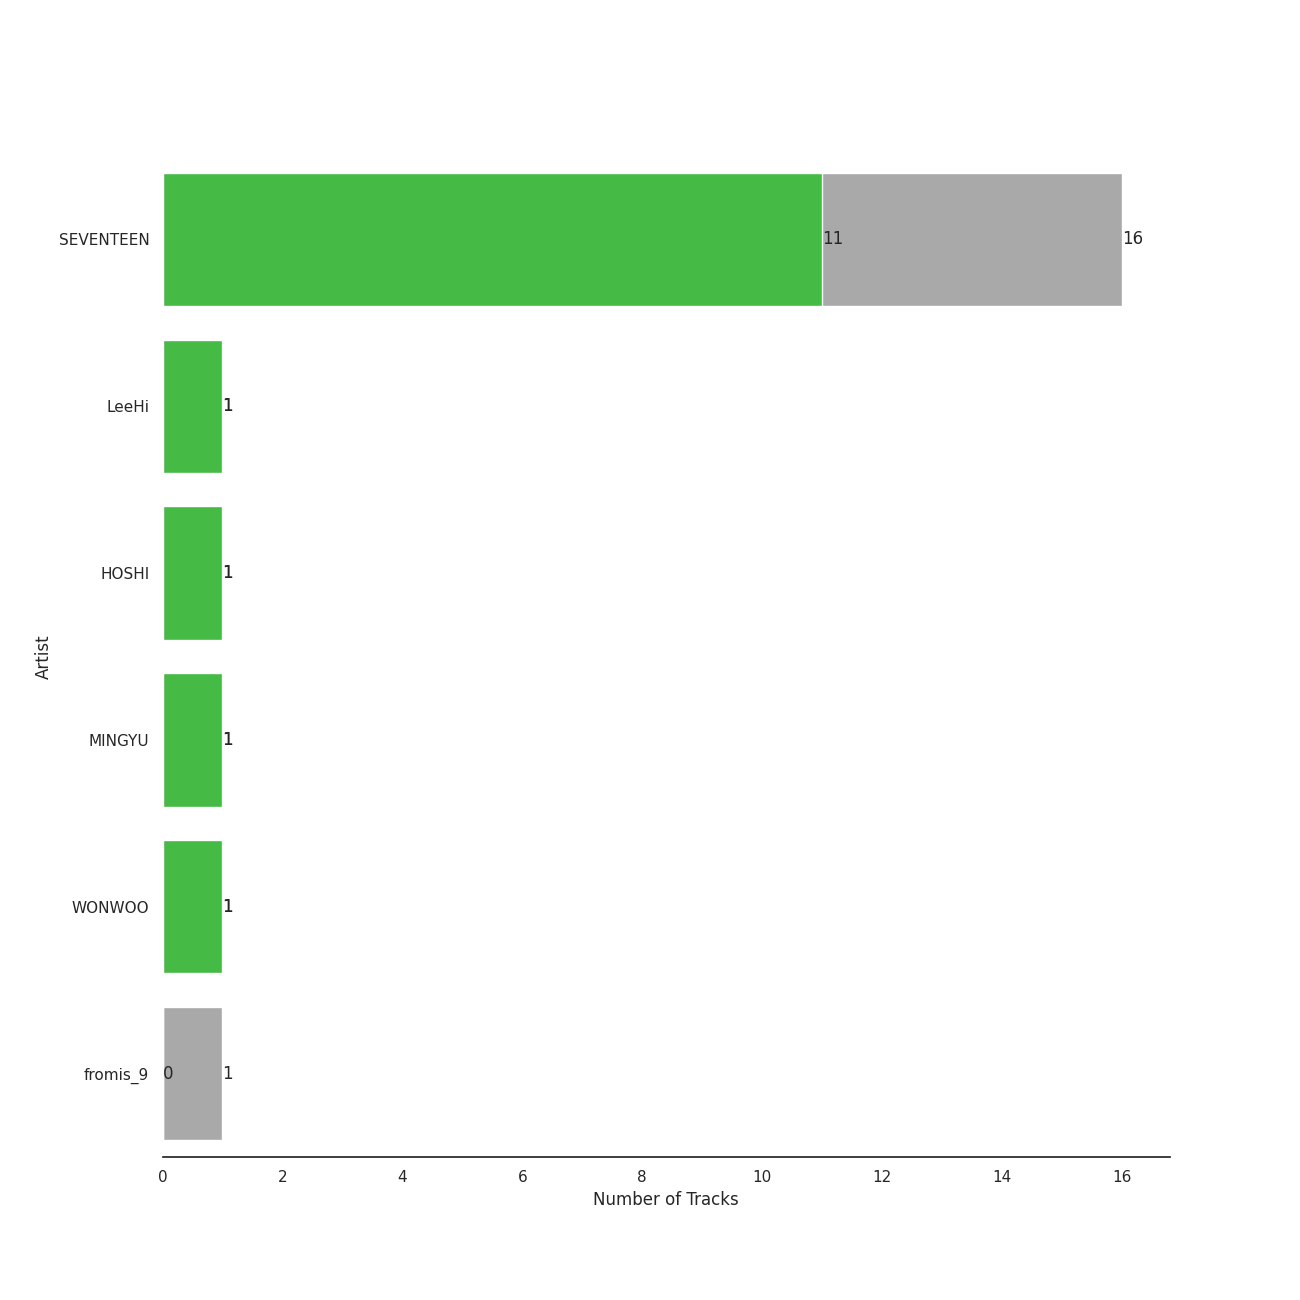 SEVENTEEN 11 16
LeeHi 1
HOSHI 1
MINGYU 1
WONWOO 1
fromis_9 0 1
Artist
0 2 4 6 8 10 12 14 16
Number of Tracks